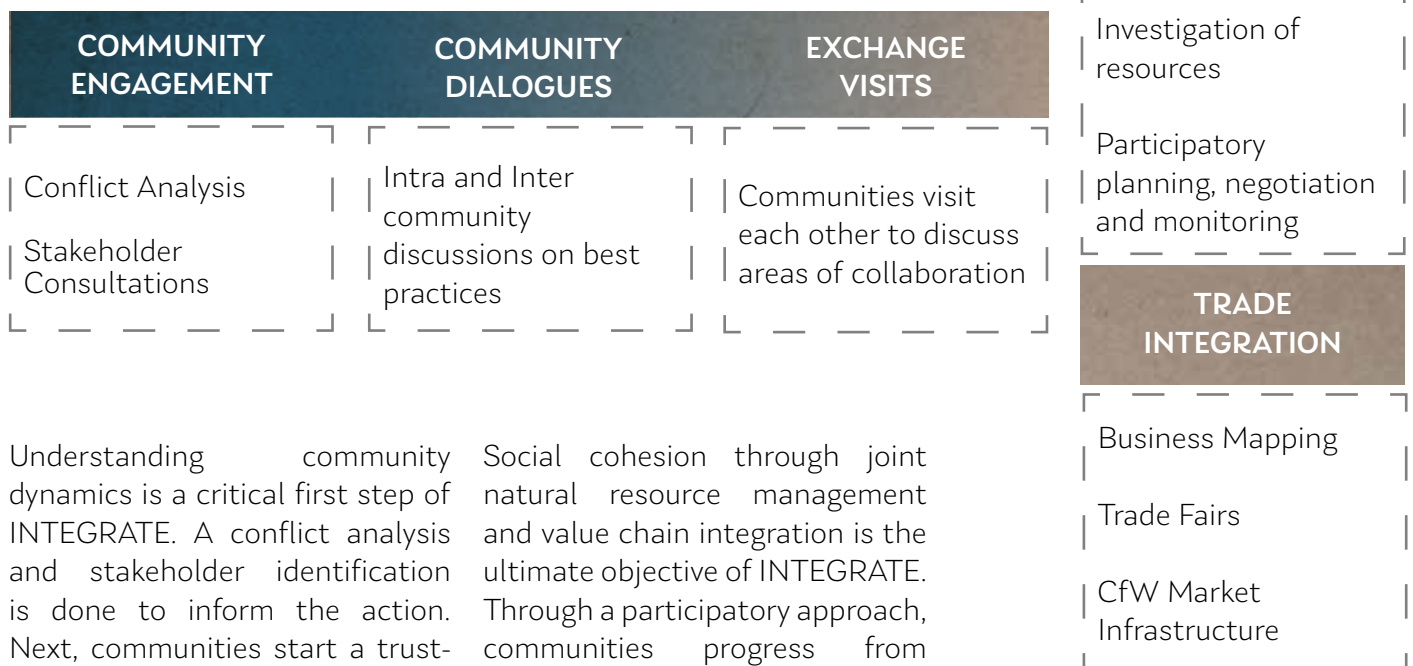 COMMUNITY
ENGAGEMENT
COMMUNITY
DIALOGUES
EXCHANGE
VISITS
Conflict Analysis
Stakeholder
Consultations
Intra and Inter
community
discussions on best
practices
Communities visit
each other to discuss
areas of collaboration
Investigation of
resources
Participatory
planning, negotiation
and monitoring
TRADE
INTEGRATION
Business Mapping
Trade Fairs
CfW Market
Infrastructure
Understanding community
dynamics is a critical first step of
INTEGRATE. A conflict analysis
and stakeholder identification
is done to inform the action.
Next, communities start a trust-
Social cohesion through joint
natural resource management
and value chain integration is the
ultimate objective of INTEGRATE.
Through a participatory approach,
communities progress from